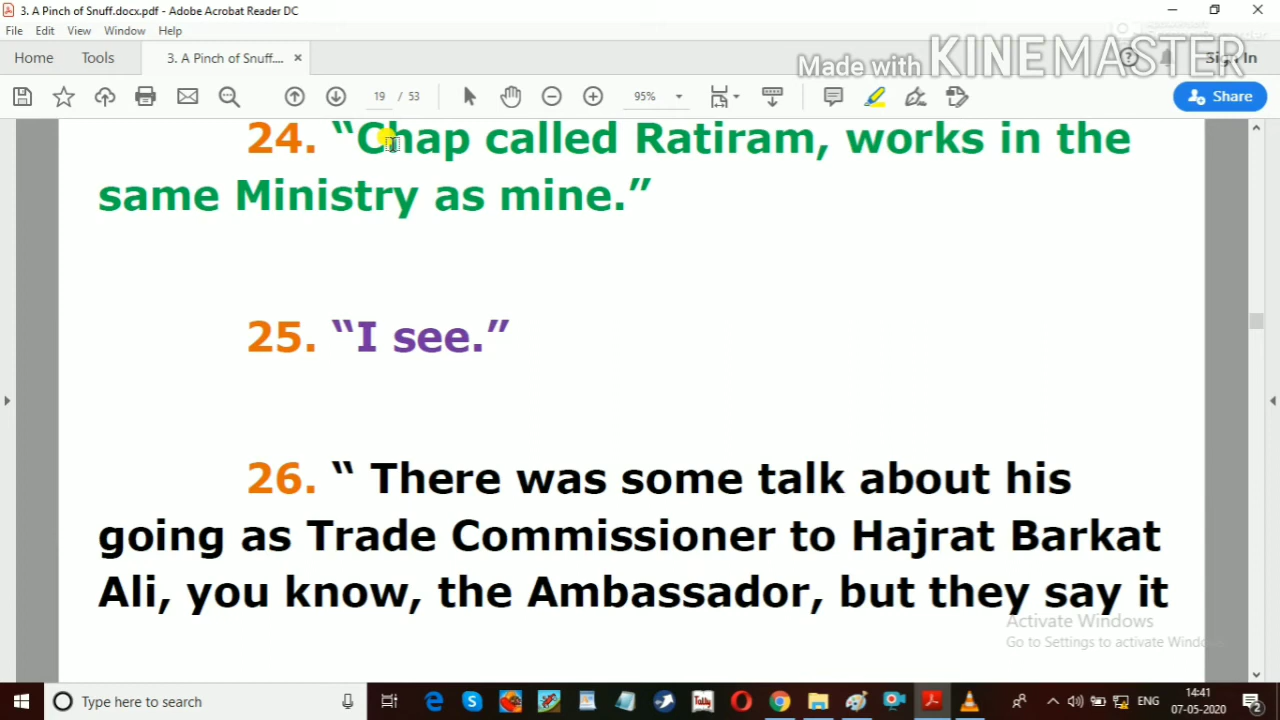 3. A Pinch of Snuff.docx.pdf - Adobe Acrobat Reader DC
File Edit View Window Help
Home Tools 3. A Pinch of Snuff.... × Sign In
Made with KINEMASTER
19 / 53 95% Share
24. “Chap called Ratiram, works in the
same Ministry as mine.”
25. “I see.”
26. “ There was some talk about his
going as Trade Commissioner to Hajrat Barkat
Ali, you know, the Ambassador, but they say it
Activate Windows
Go to Settings to activate Windows.
Type here to search
Tally
ENG
14:41
07-05-2020
2